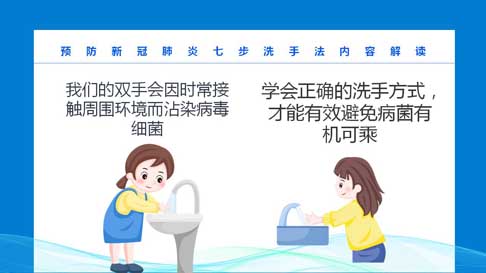 预防新冠肺炎七步洗手法内容解读
我们的双手会因时常接
触周围环境而沾染病毒
细菌
学会正确的洗手方式，
才能有效避免病菌有
机可乘